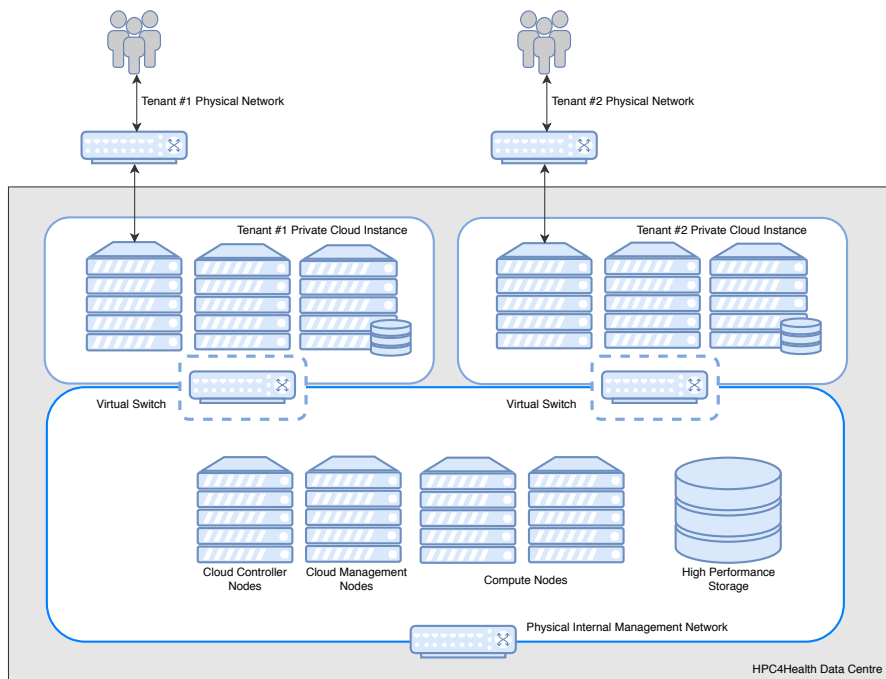 Tenant #1 Physical Network
Tenant #2 Physical Network
Tenant #1 Private Cloud Instance
Tenant #2 Private Cloud Instance
Virtual Switch
Virtual Switch
Cloud Controller
Nodes
Cloud Management
Nodes
Compute Nodes
High Performance
Storage
Physical Internal Management Network
HPC4Health Data Centre